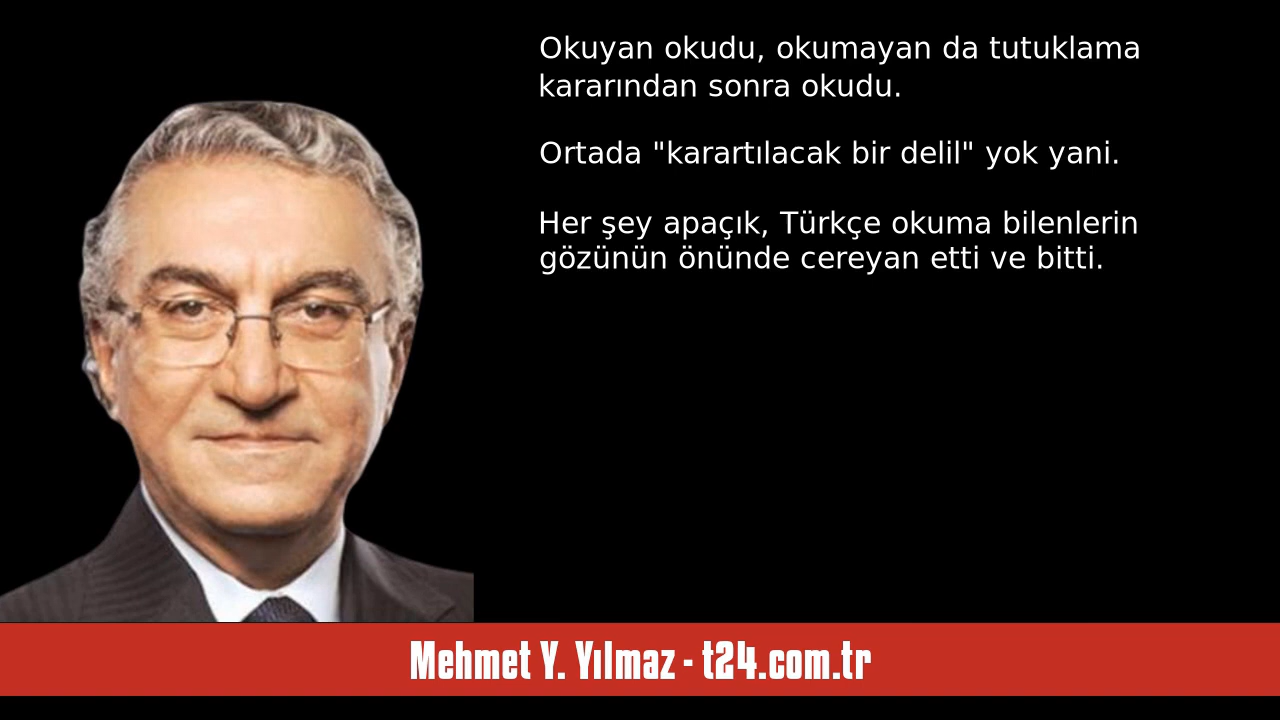 Okuyan okudu, okumayan da tutuklama
kararından sonra okudu.
Ortada "karartılacak bir delil" yok yani.
Her şey apaçık, Türkçe okuma bilenlerin
gözünün önünde cereyan etti ve bitti.
Mehmet Y. Yılmaz - t24.com.tr